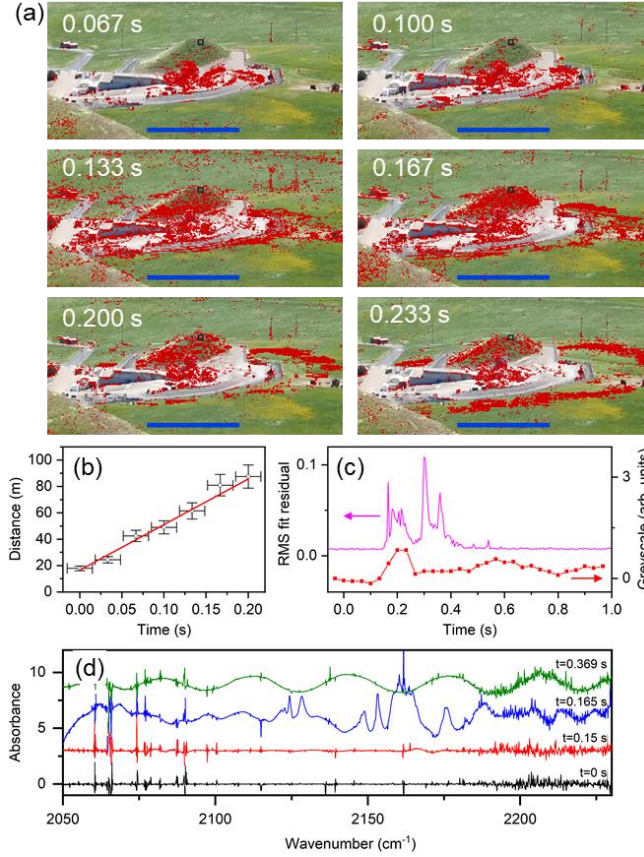 (a)
0.067 s
0.100 s
0.133 s
0.167 s
0.200 s
0.233 s
(b)
100
80
60
40
20
0
Distance (m)
0.00 0.05 0.10 0.15 0.20
Time (s)
(c)
0.1
0.0
RMS fit residual
3
0
Greyscale (arb. units)
0.0 0.2 0.4 0.6 0.8 1.0
Time (s)
(d)
10
5
0
Absorbance
t=0.369 s
t=0.165 s
t=0.15 s
t=0 s
2050 2100 2150 2200
Wavenumber (cm⁻¹)